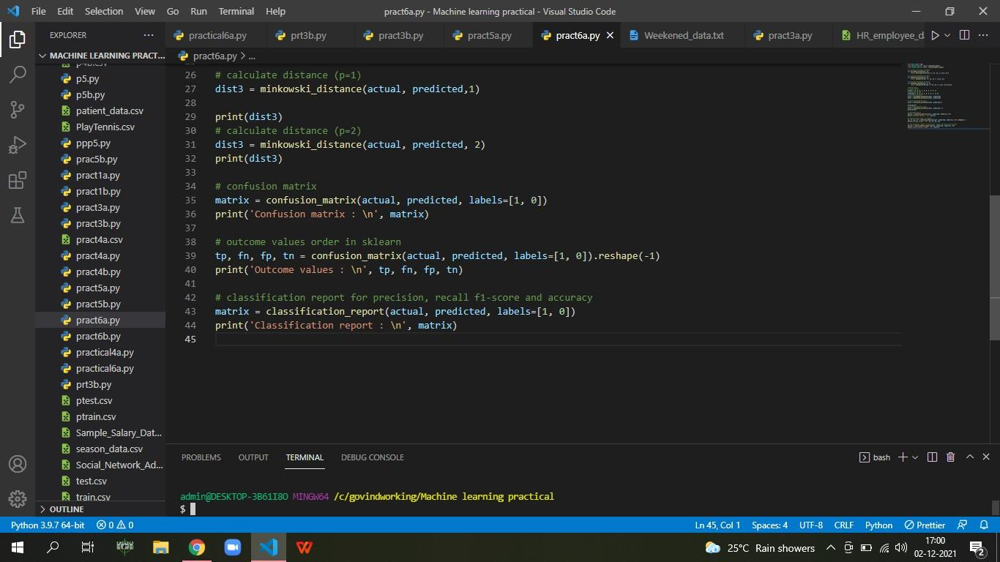 File Edit Selection View Go Run Terminal Help pract6a.py - Machine learning practical - Visual Studio Code
EXPLORER
practical6a.py prt3b.py pract3b.py pract5a.py pract6a.py Weekened_data.txt pract3a.py HR_employee_d
MACHINE LEARNING PRACT...
pract6a.py > ...
p4b.csv
p5.py
p5b.py
patient_data.csv
PlayTennis.csv
ppp5.py
prac5b.py
pract1a.py
pract1b.py
pract3a.py
pract3b.py
pract4a.csv
pract4a.py
pract4b.py
pract5a.py
pract5b.py
pract6a.py
pract6b.py
practical4a.py
practical6a.py
prt3b.py
ptest.csv
ptrain.csv
Sample_Salary_Dat...
season_data.csv
Social_Network_Ad...
test.csv
train.csv
OUTLINE
26 # calculate distance (p=1)
27 dist3 = minkowski_distance(actual, predicted,1)
28
29 print(dist3)
30 # calculate distance (p=2)
31 dist3 = minkowski_distance(actual, predicted, 2)
32 print(dist3)
33
34 # confusion matrix
35 matrix = confusion_matrix(actual, predicted, labels=[1, 0])
36 print('Confusion matrix : \n', matrix)
37
38 # outcome values order in sklearn
39 tp, fn, fp, tn = confusion_matrix(actual, predicted, labels=[1, 0]).reshape(-1)
40 print('Outcome values : \n', tp, fn, fp, tn)
41
42 # classification report for precision, recall f1-score and accuracy
43 matrix = classification_report(actual, predicted, labels=[1, 0])
44 print('Classification report : \n', matrix)
45
PROBLEMS OUTPUT TERMINAL DEBUG CONSOLE bash
admin@DESKTOP-3B61I8O MINGW64 /c/govindworking/Machine learning practical
$
Python 3.9.7 64-bit 0 0 Ln 45, Col 1 Spaces: 4 UTF-8 CRLF Python Prettier
25°C Rain showers 17:00
02-12-2021 2